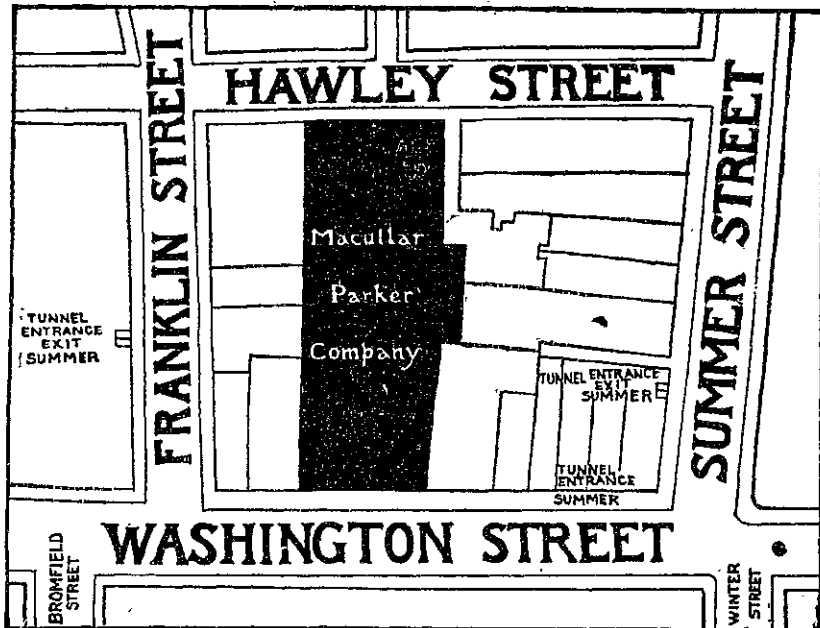 HAWLEY STREET
FRANKLIN STREET
SUMMER STREET
Macullar
Parker
Company
TUNNEL
ENTRANCE
EXIT
SUMMER
TUNNEL ENTRANCE
EXIT
SUMMER
TUNNEL
ENTRANCE
SUMMER
WASHINGTON STREET
BROMFIELD
STREET
WINTER
STREET